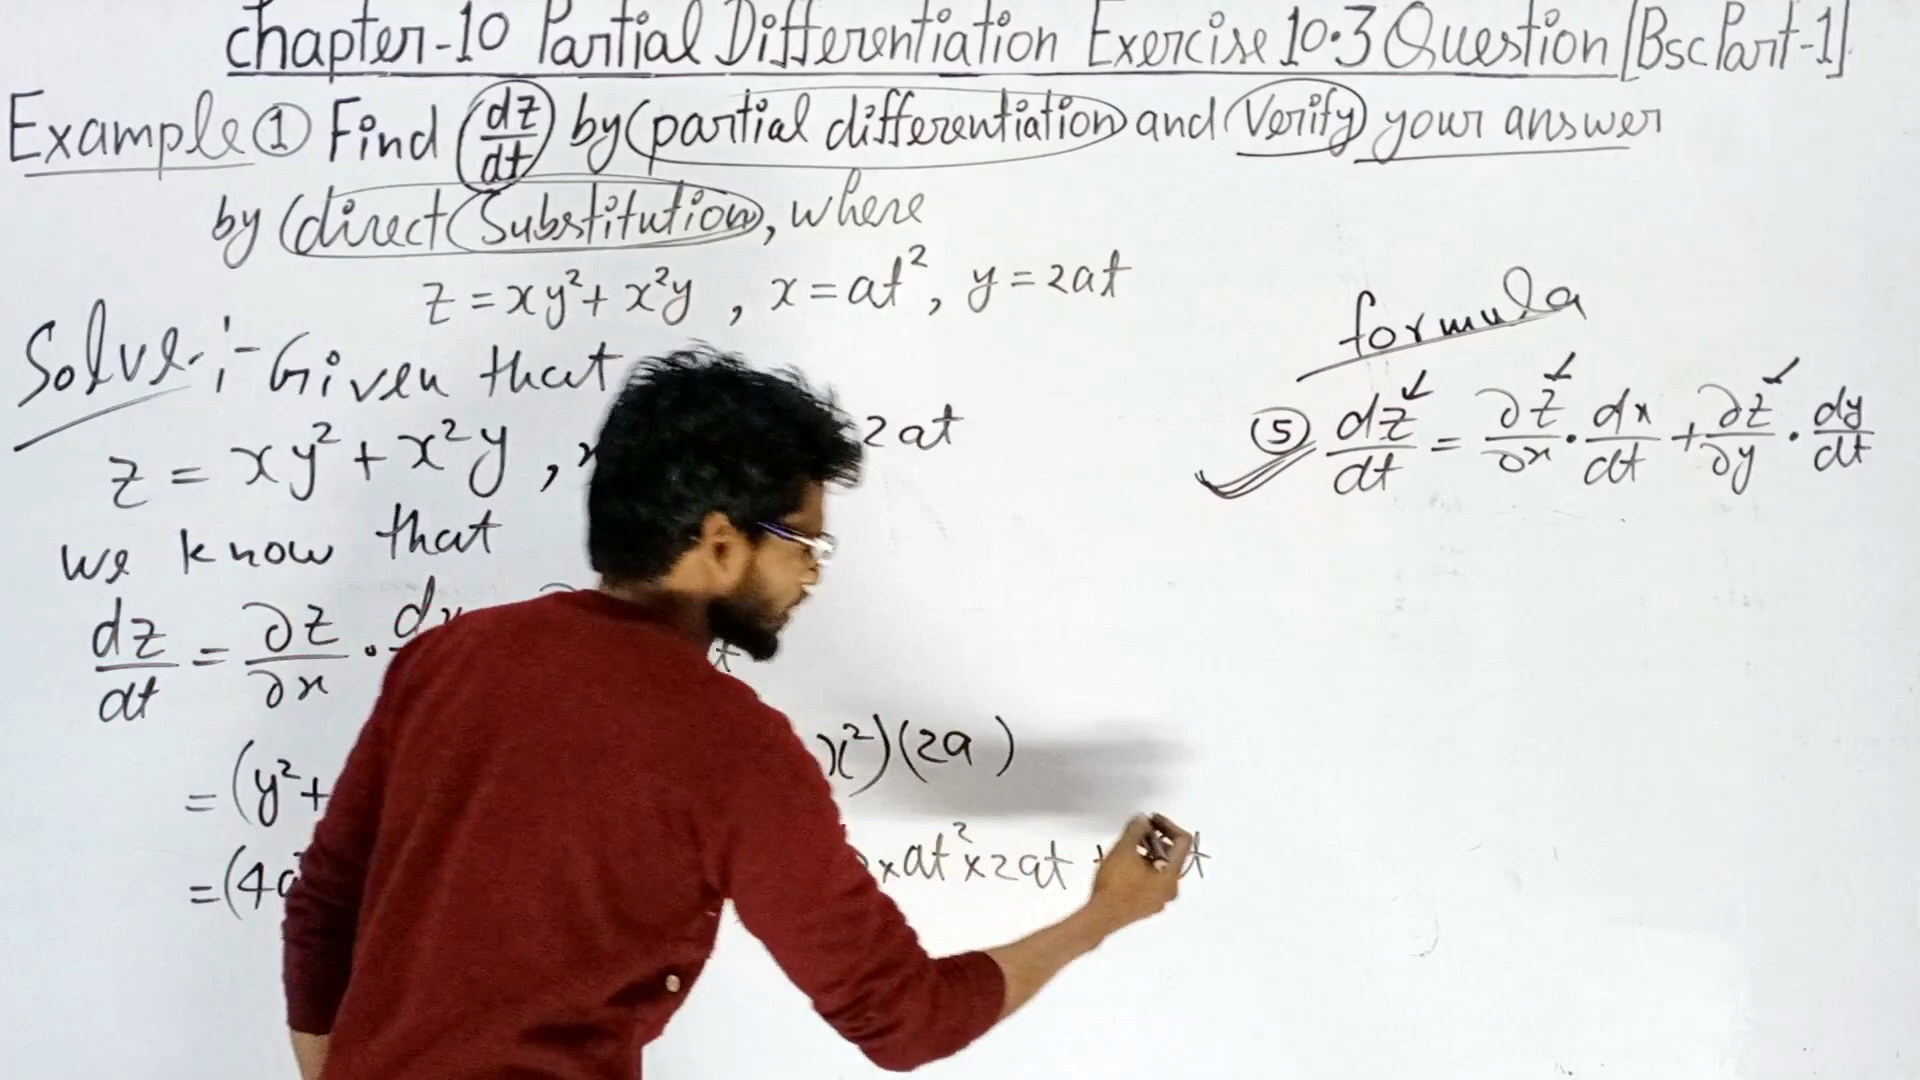 Chapter-10 Partial Differentiation Exercise 10.3 Question [Bsc Part-1]
Example ① Find dz/dt by (partial differentiation) and (Verify) your answer
by (direct (Substitution), where
z = xy² + x²y , x = at², y = 2at
Solve :- Given that
z = xy² + x²y , x 2at
we know that
dz/dt = ∂z/∂x . dx
= (y² + x²)(2a)
= (4a ×at²×2at + t
formula
⑤ dz/dt = ∂z/∂x . dx/dt + ∂z/∂y . dy/dt